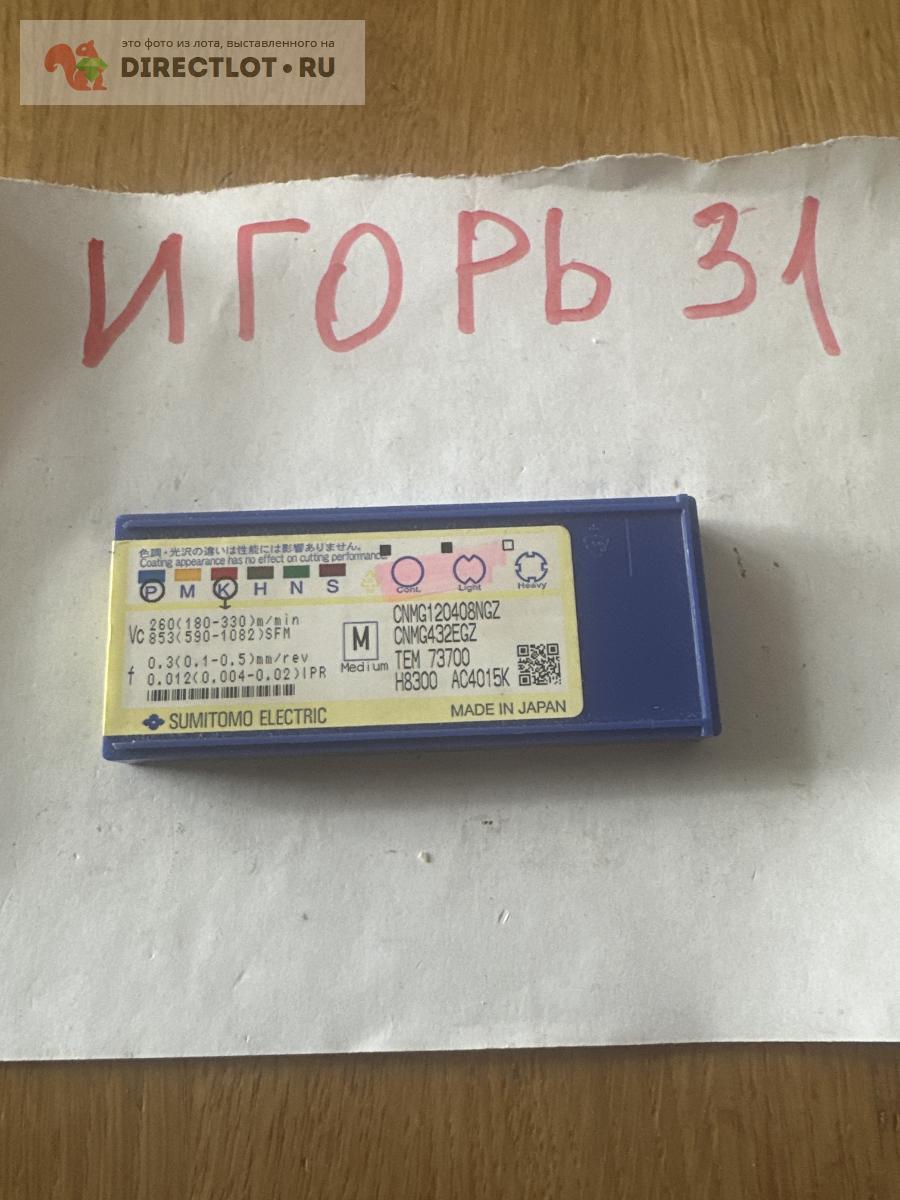 это фото из лота, выставленного на
DIRECTLOT•RU
ИГОРЬ 31
色調・光沢の違いは性能には影響ありません。
Coating appearance has no effect on cutting performance.
P M K H N S
Cont. Light Heavy
Vc 260(180-330)m/min
853(590-1082)SFM
f 0.3(0.1-0.5)mm/rev
0.012(0.004-0.02)IPR
M
Medium
CNMG120408NGZ
CNMG432EGZ
TEM 73700
H8300 AC4015K
SUMITOMO ELECTRIC
MADE IN JAPAN